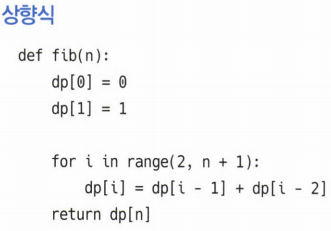 상향식
def fib(n):
    dp[0] = 0
    dp[1] = 1

    for i in range(2, n + 1):
        dp[i] = dp[i - 1] + dp[i - 2]
    return dp[n]